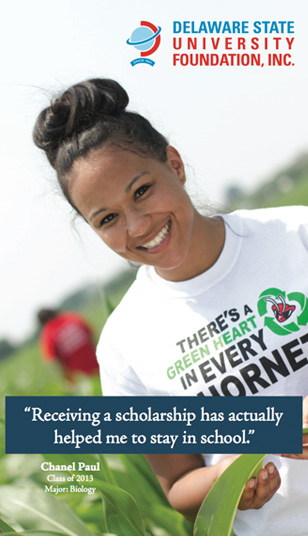 DELAWARE STATE
UNIVERSITY
FOUNDATION, INC.
THERE'S A
GREEN HEART
IN EVERY
HORNET
“Receiving a scholarship has actually
helped me to stay in school.”
Chanel Paul
Class of 2013
Major: Biology